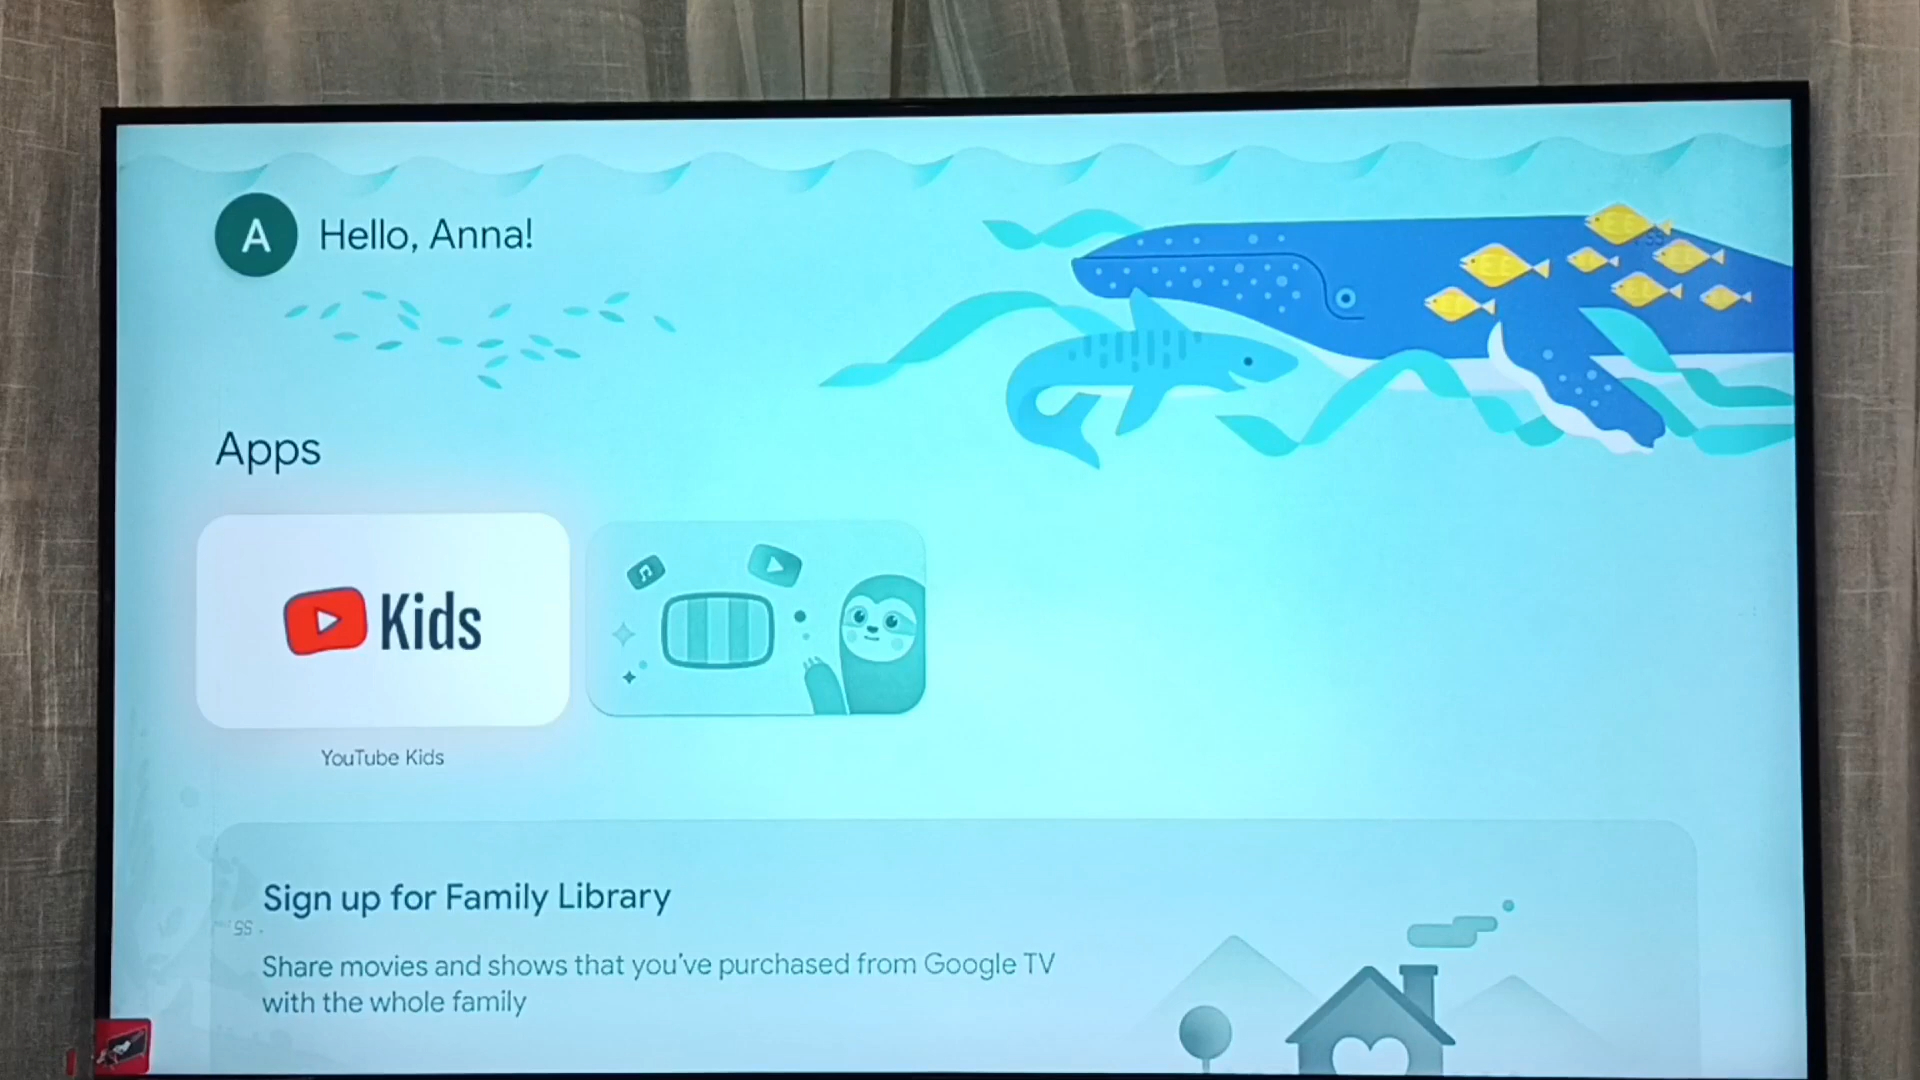 A
Hello, Anna!
Apps
Kids
YouTube Kids
Sign up for Family Library
Share movies and shows that you've purchased from Google TV
with the whole family